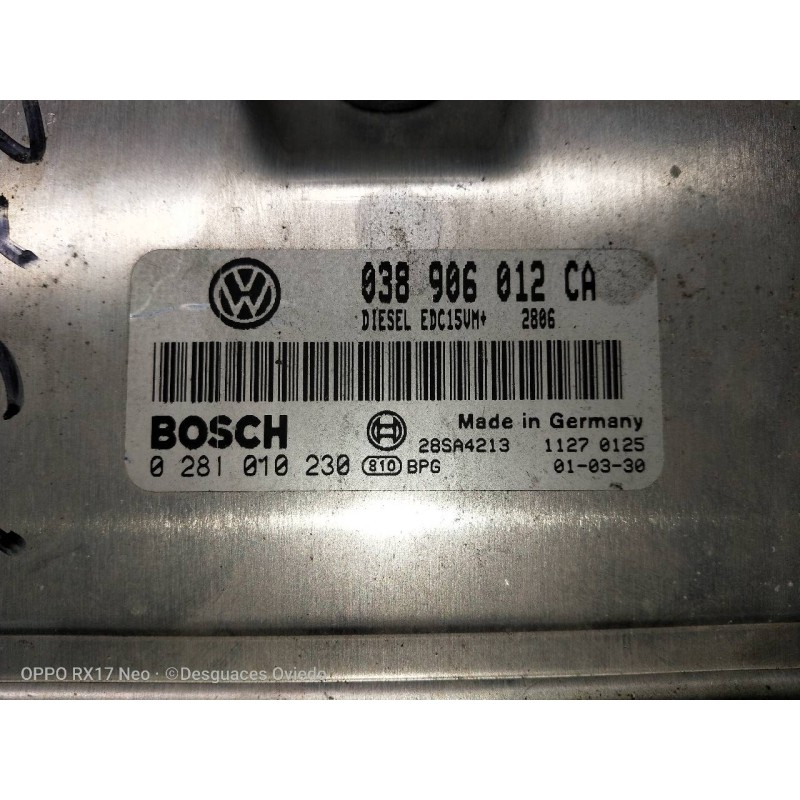 038 906 012 CA
DIESEL EDC15VM+ 2806
BOSCH
Made in Germany
28SA4213 1127 0125
0 281 010 230 810 BPG 01-03-30
OPPO RX17 Neo · ©Desguaces Oviedo